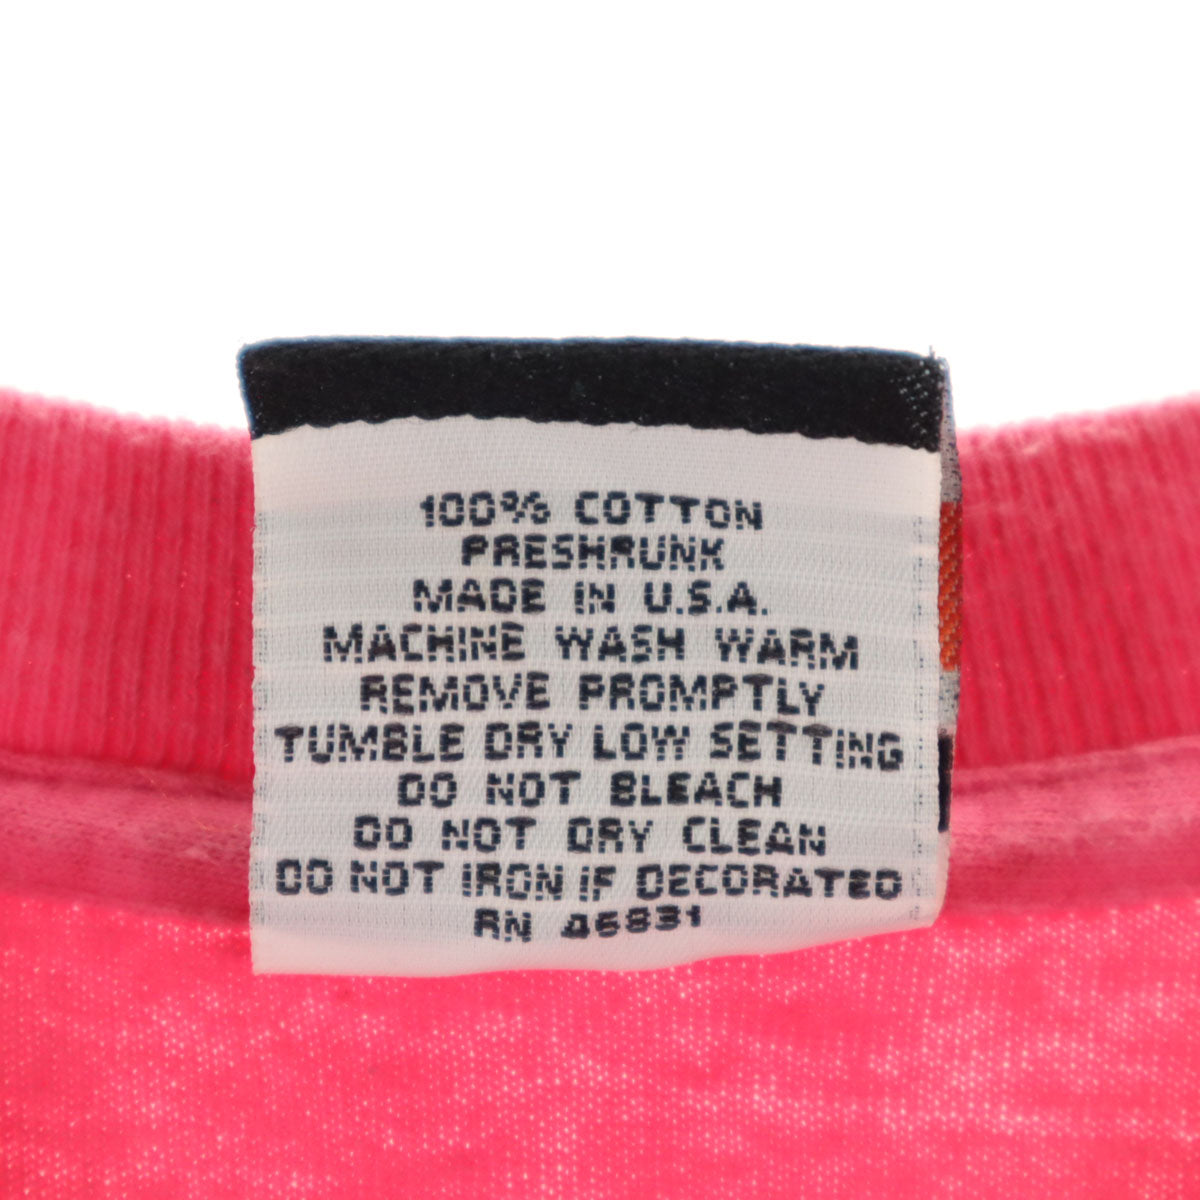 100% COTTON
PRESHRUNK
MADE IN U.S.A.
MACHINE WASH WARM
REMOVE PROMPTLY
TUMBLE DRY LOW SETTING
DO NOT BLEACH
DO NOT DRY CLEAN
DO NOT IRON IF DECORATED
RN 46831